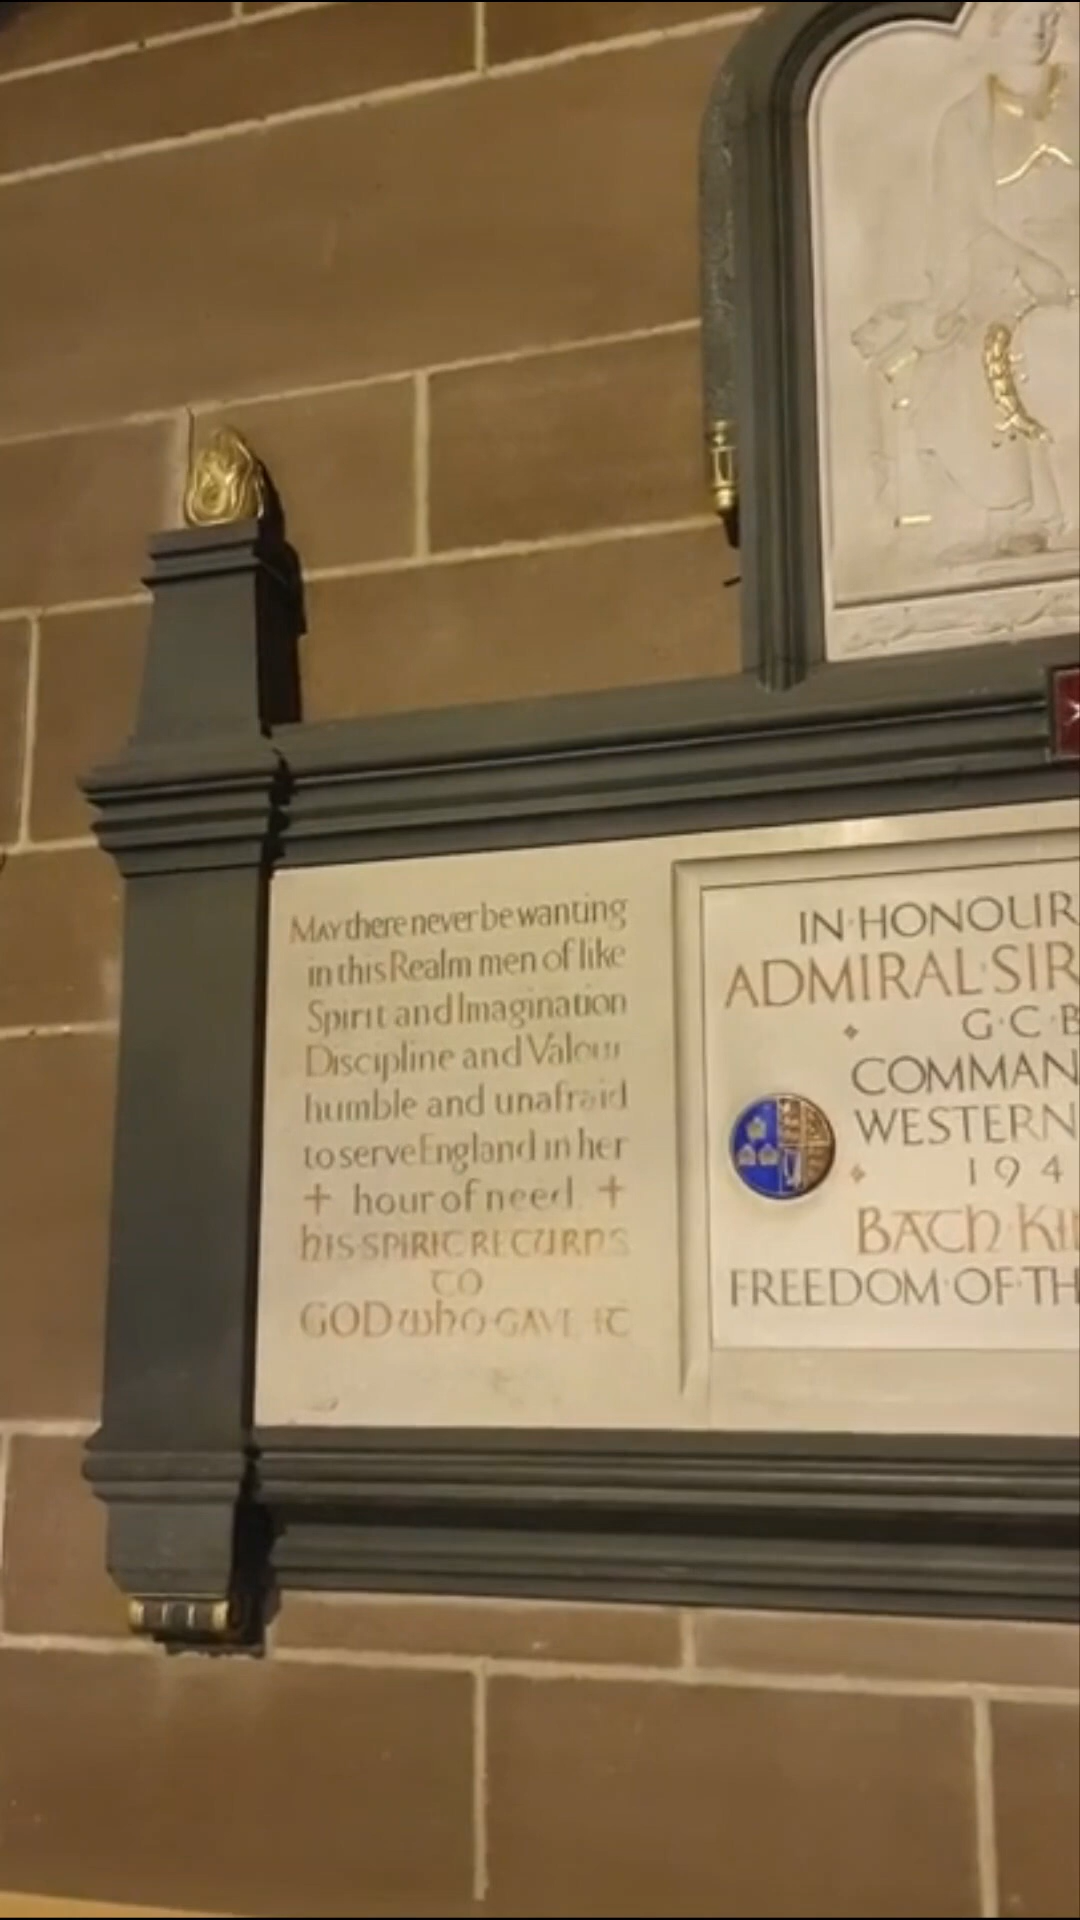 MAY there never be wanting
in this Realm men of like
Spirit and Imagination
Discipline and Valour
humble and unafraid
to serve England in her
+ hour of need. +
HIS·SPIRIT RETURNS
TO
GOD WHO·GAVE IT
IN·HONOUR
ADMIRAL·SIR
G·C·B
COMMAN
WESTERN
194
BATH·KI
FREEDOM·OF·TH